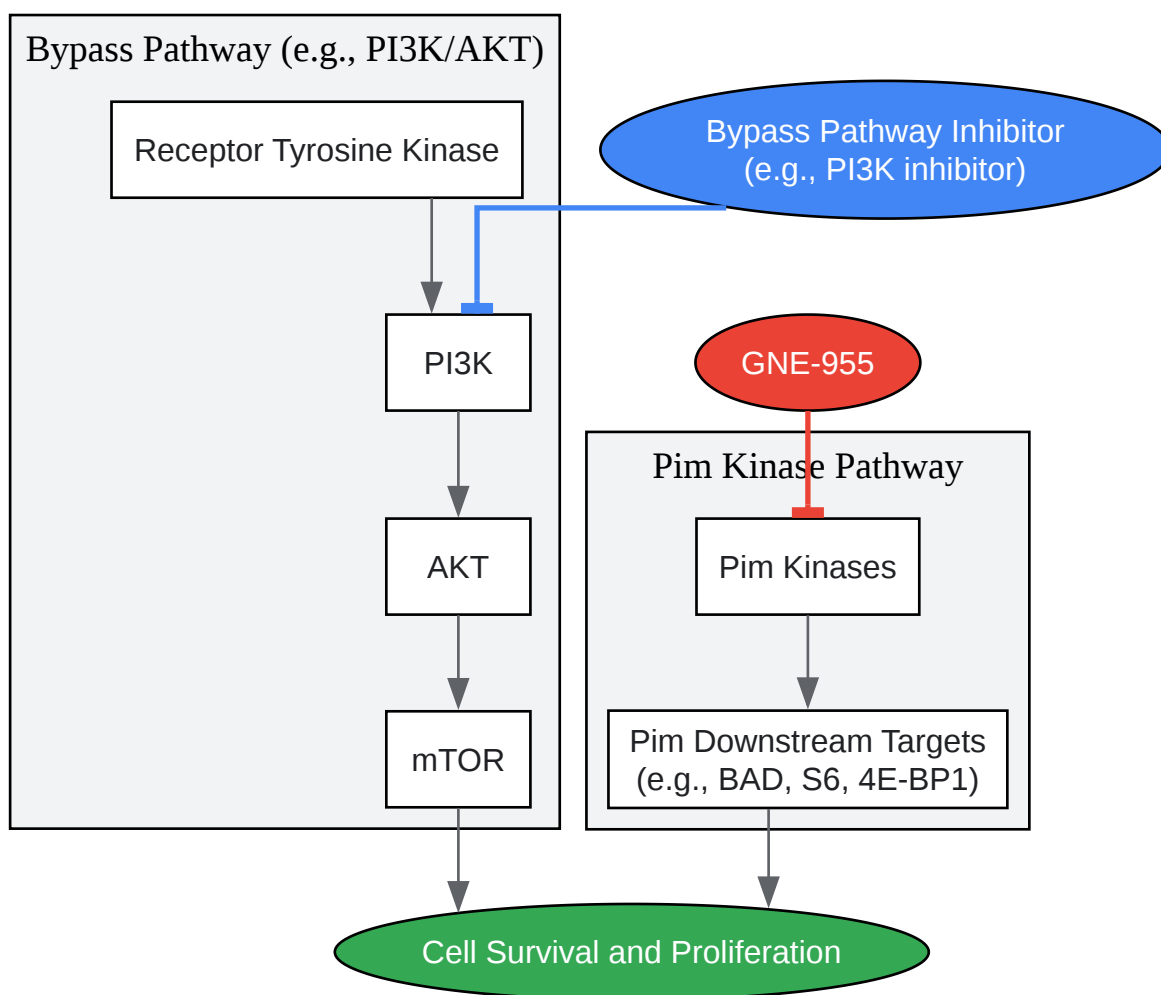 Bypass Pathway (e.g., PI3K/AKT)
Receptor Tyrosine Kinase
Bypass Pathway Inhibitor
(e.g., PI3K inhibitor)
PI3K
GNE-955
Pim Kinase Pathway
AKT
Pim Kinases
mTOR
Pim Downstream Targets
(e.g., BAD, S6, 4E-BP1)
Cell Survival and Proliferation